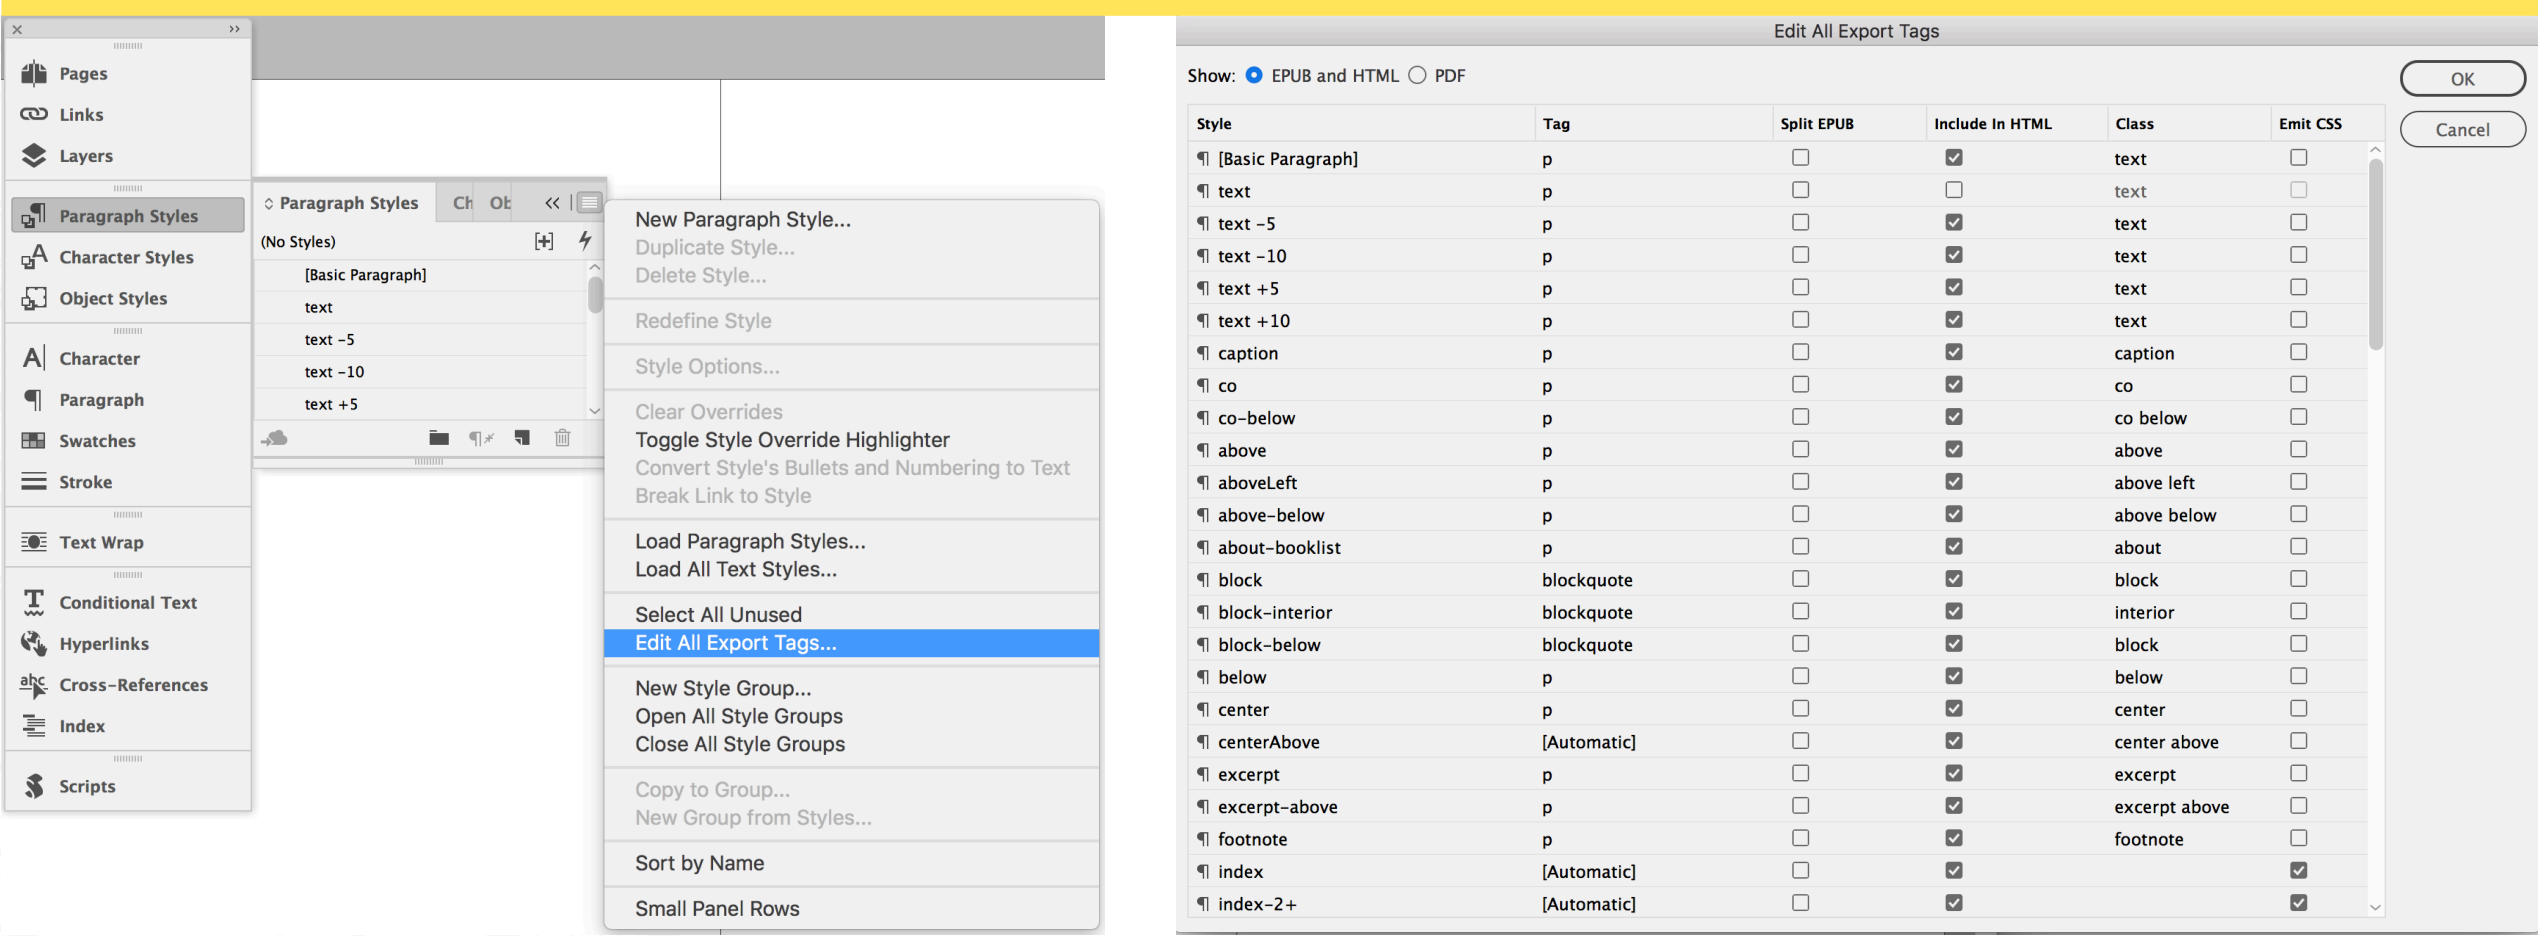 Pages
Links
Layers
Paragraph Styles
Character Styles
Object Styles
Character
Paragraph
Swatches
Stroke
Text Wrap
Conditional Text
Hyperlinks
Cross-References
Index
Scripts
Paragraph Styles Ch Ob
(No Styles)
[Basic Paragraph]
text
text -5
text -10
text +5
New Paragraph Style...
Duplicate Style...
Delete Style...
Redefine Style
Style Options...
Clear Overrides
Toggle Style Override Highlighter
Convert Style's Bullets and Numbering to Text
Break Link to Style
Load Paragraph Styles...
Load All Text Styles...
Select All Unused
Edit All Export Tags...
New Style Group...
Open All Style Groups
Close All Style Groups
Copy to Group...
New Group from Styles...
Sort by Name
Small Panel Rows
Edit All Export Tags
Show: EPUB and HTML PDF
OK
Cancel
Style Tag Split EPUB Include In HTML Class Emit CSS
¶ [Basic Paragraph] p text
¶ text p text
¶ text -5 p text
¶ text -10 p text
¶ text +5 p text
¶ text +10 p text
¶ caption p caption
¶ co p co
¶ co-below p co below
¶ above p above
¶ aboveLeft p above left
¶ above-below p above below
¶ about-booklist p about
¶ block blockquote block
¶ block-interior blockquote interior
¶ block-below blockquote block
¶ below p below
¶ center p center
¶ centerAbove [Automatic] center above
¶ excerpt p excerpt
¶ excerpt-above p excerpt above
¶ footnote p footnote
¶ index [Automatic]
¶ index-2+ [Automatic]